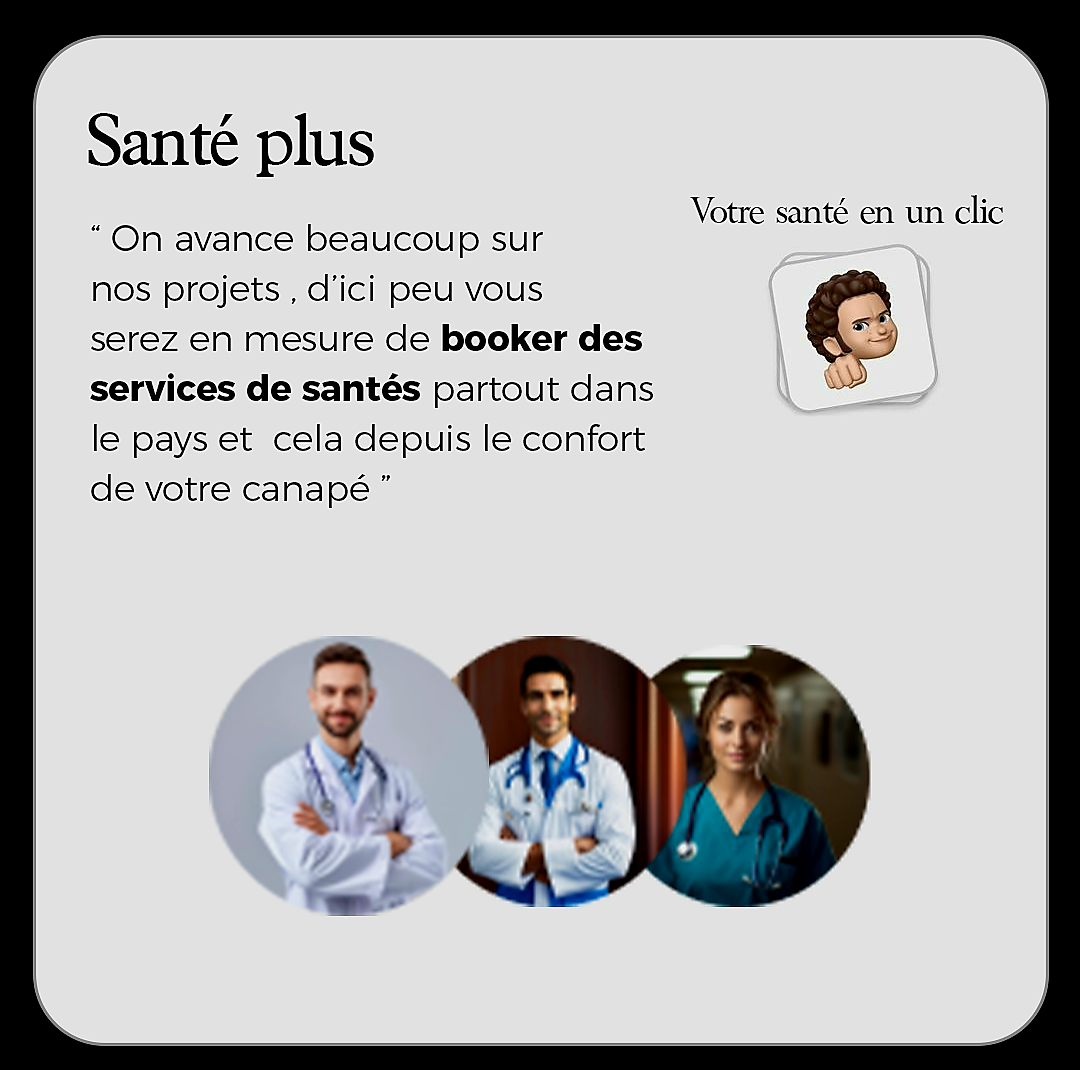 Santé plus
Votre santé en un clic
“ On avance beaucoup sur
nos projets , d’ici peu vous
serez en mesure de booker des
services de santés partout dans
le pays et  cela depuis le confort
de votre canapé ”